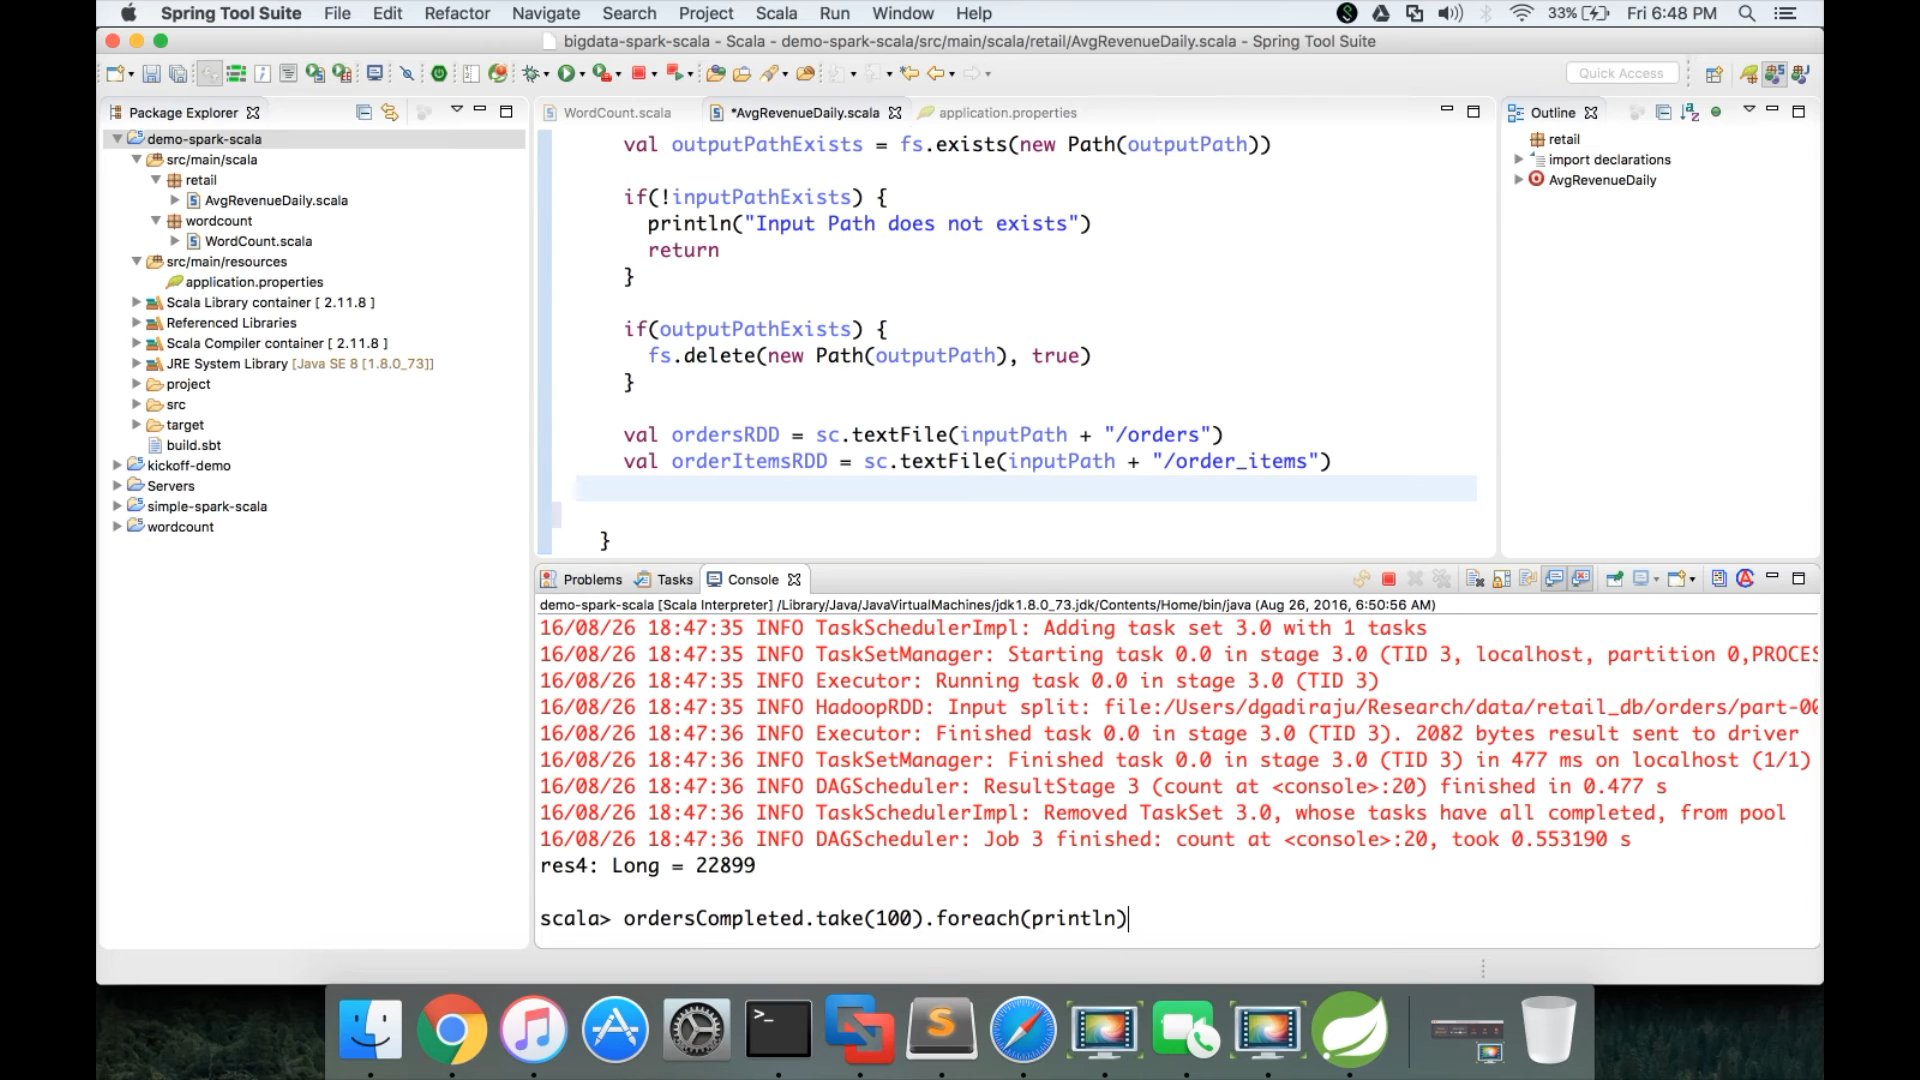 Spring Tool Suite File Edit Refactor Navigate Search Project Scala Run Window Help 33% Fri 6:48 PM
bigdata-spark-scala - Scala - demo-spark-scala/src/main/scala/retail/AvgRevenueDaily.scala - Spring Tool Suite
Quick Access
Package Explorer
demo-spark-scala
src/main/scala
retail
AvgRevenueDaily.scala
wordcount
WordCount.scala
src/main/resources
application.properties
Scala Library container [ 2.11.8 ]
Referenced Libraries
Scala Compiler container [ 2.11.8 ]
JRE System Library [Java SE 8 [1.8.0_73]]
project
src
target
build.sbt
kickoff-demo
Servers
simple-spark-scala
wordcount
WordCount.scala *AvgRevenueDaily.scala application.properties
val outputPathExists = fs.exists(new Path(outputPath))
if(!inputPathExists) {
println("Input Path does not exists")
return
}
if(outputPathExists) {
fs.delete(new Path(outputPath), true)
}
val ordersRDD = sc.textFile(inputPath + "/orders")
val orderItemsRDD = sc.textFile(inputPath + "/order_items")
}
Outline
retail
import declarations
AvgRevenueDaily
Problems Tasks Console
demo-spark-scala [Scala Interpreter] /Library/Java/JavaVirtualMachines/jdk1.8.0_73.jdk/Contents/Home/bin/java (Aug 26, 2016, 6:50:56 AM)
16/08/26 18:47:35 INFO TaskSchedulerImpl: Adding task set 3.0 with 1 tasks
16/08/26 18:47:35 INFO TaskSetManager: Starting task 0.0 in stage 3.0 (TID 3, localhost, partition 0,PROCES
16/08/26 18:47:35 INFO Executor: Running task 0.0 in stage 3.0 (TID 3)
16/08/26 18:47:35 INFO HadoopRDD: Input split: file:/Users/dgadiraju/Research/data/retail_db/orders/part-00
16/08/26 18:47:36 INFO Executor: Finished task 0.0 in stage 3.0 (TID 3). 2082 bytes result sent to driver
16/08/26 18:47:36 INFO TaskSetManager: Finished task 0.0 in stage 3.0 (TID 3) in 477 ms on localhost (1/1)
16/08/26 18:47:36 INFO DAGScheduler: ResultStage 3 (count at <console>:20) finished in 0.477 s
16/08/26 18:47:36 INFO TaskSchedulerImpl: Removed TaskSet 3.0, whose tasks have all completed, from pool
16/08/26 18:47:36 INFO DAGScheduler: Job 3 finished: count at <console>:20, took 0.553190 s
res4: Long = 22899
scala> ordersCompleted.take(100).foreach(println)